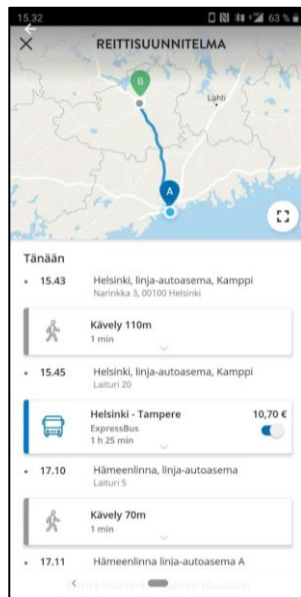 15.32
63 %
REITTISUUNNITELMA
B
Lahti
A
Tänään
15.43 Helsinki, linja-autoasema, Kamppi
Narinkka 3, 00100 Helsinki
Kävely 110m
1 min
15.45 Helsinki, linja-autoasema, Kamppi
Laituri 20
Helsinki - Tampere 10,70 €
ExpressBus
1 h 25 min
17.10 Hämeenlinna, linja-autoasema
Laituri 5
Kävely 70m
1 min
17.11 Hämeenlinna linja-autoasema A